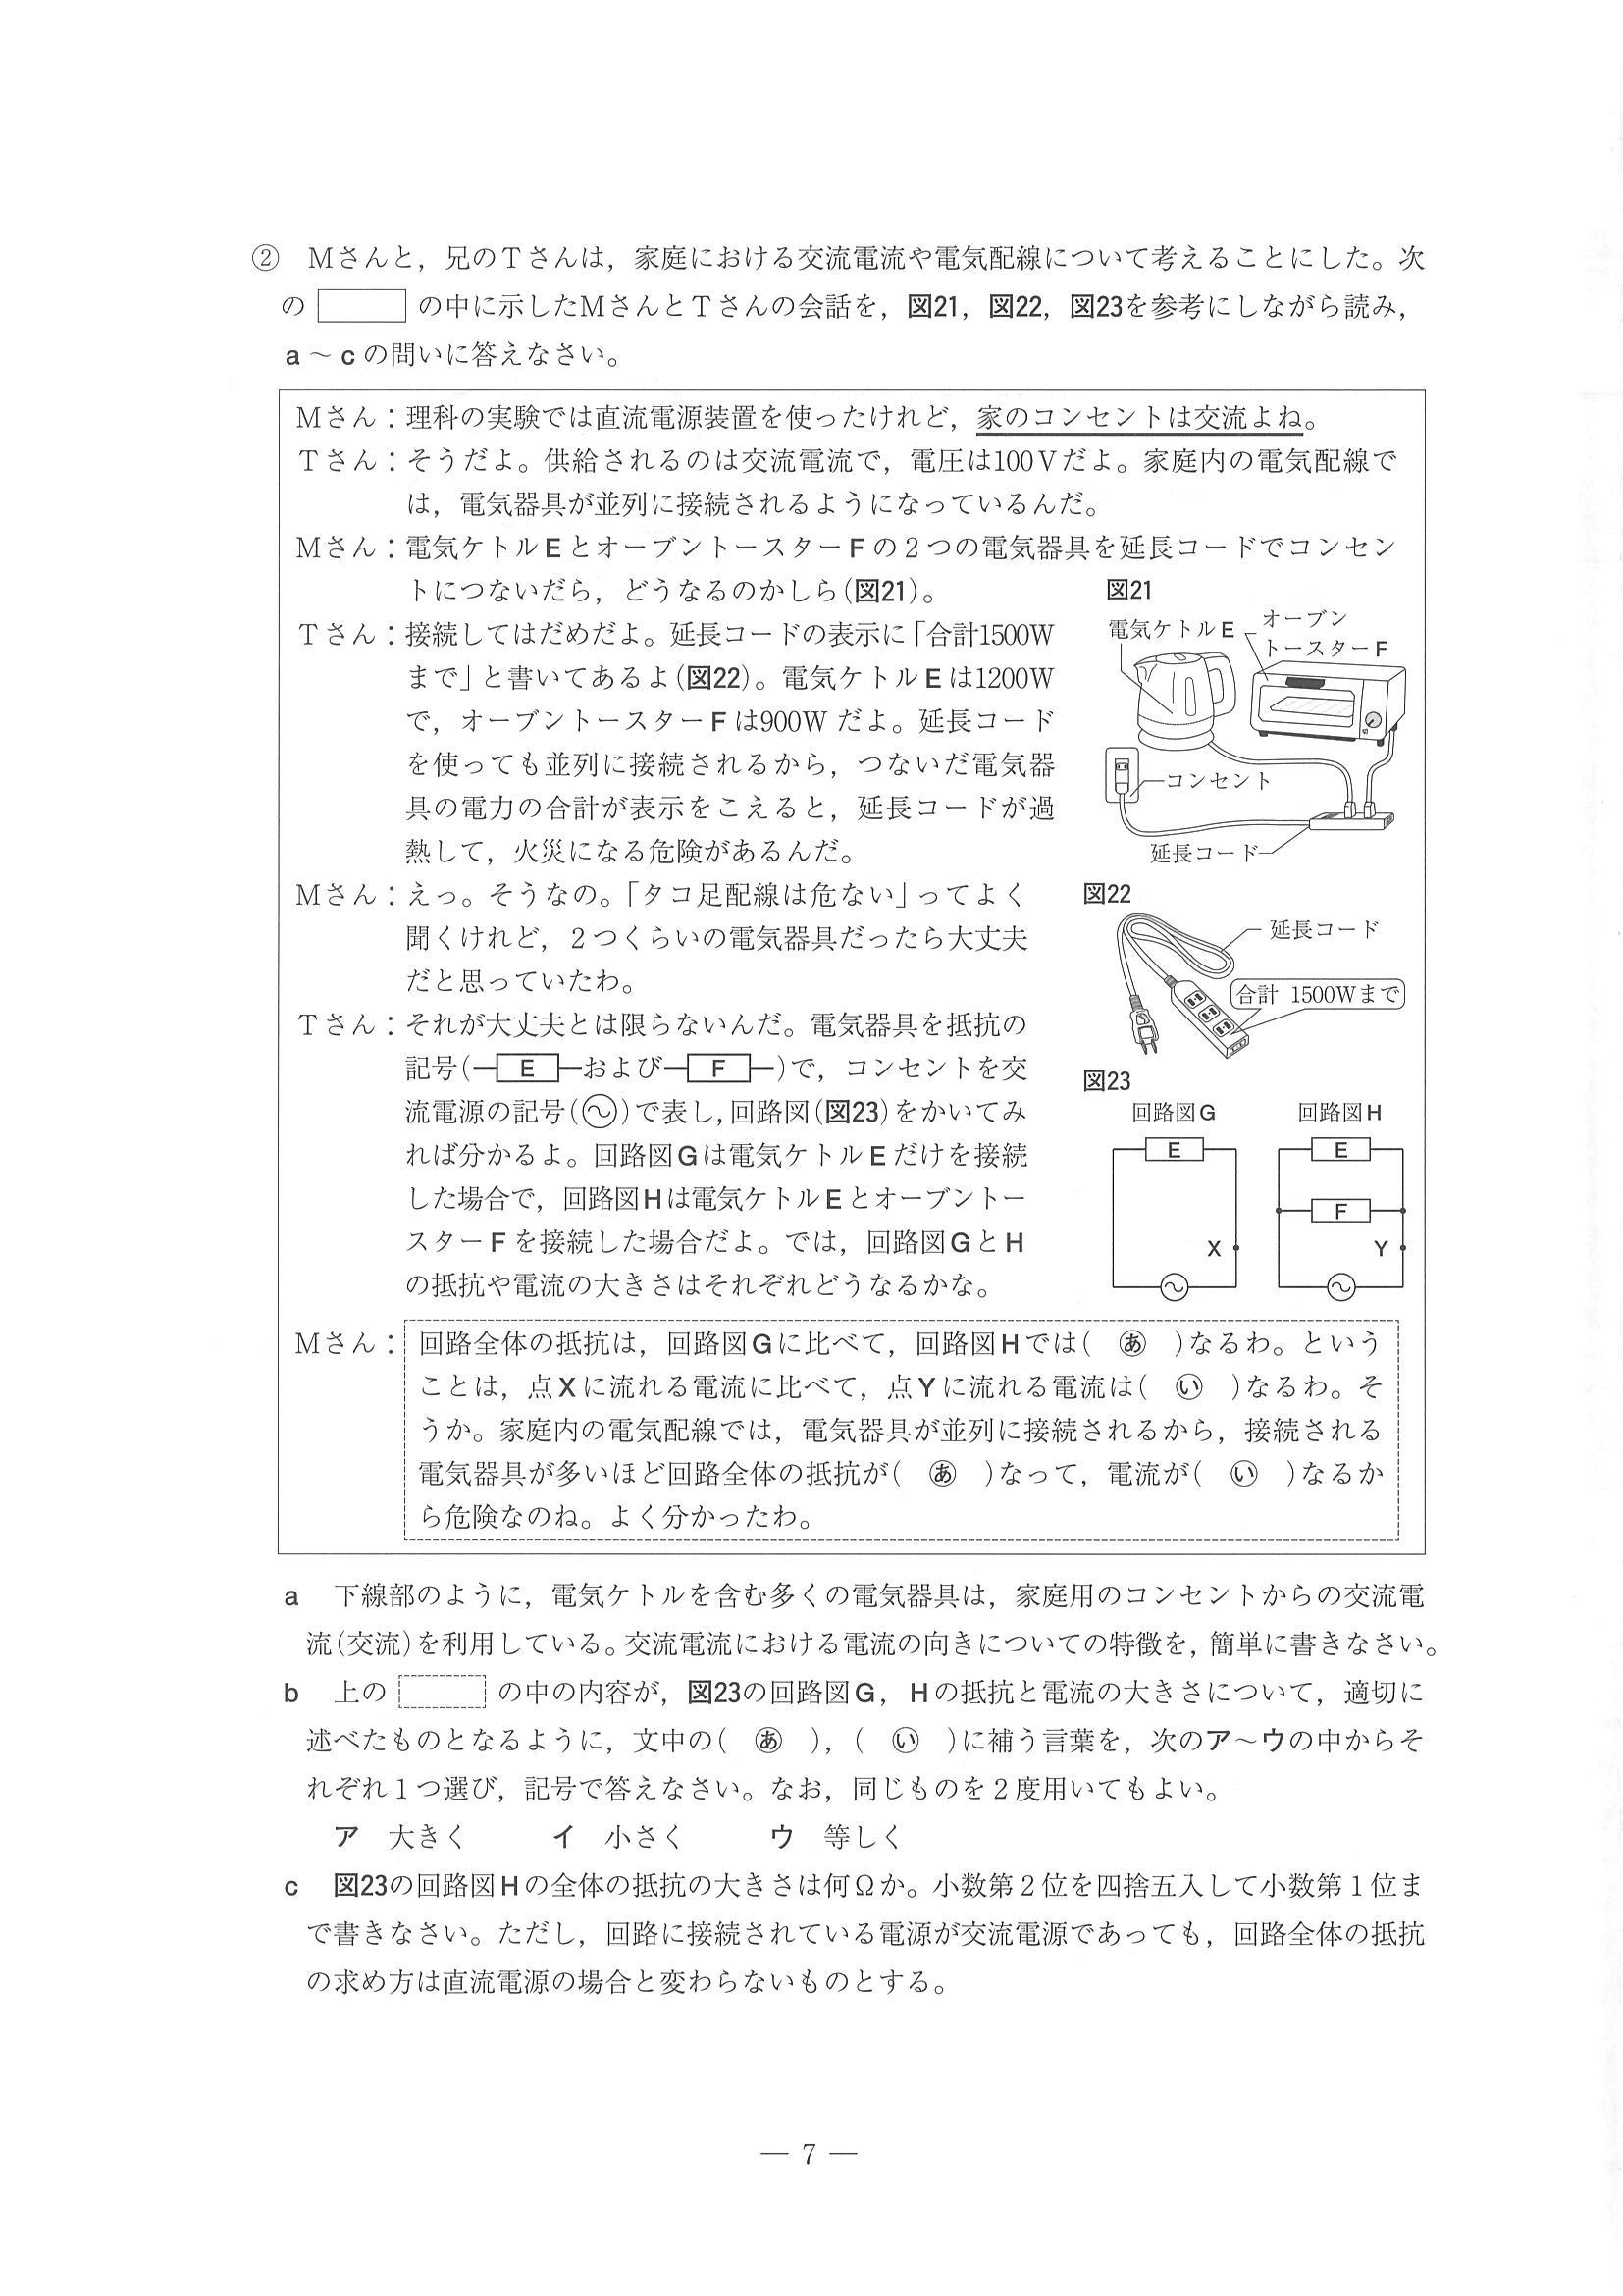 ② Mさんと，兄のTさんは，家庭における交流電流や電気配線について考えることにした。次
の の中に示したMさんとTさんの会話を，図21，図22，図23を参考にしながら読み，
a～cの問いに答えなさい。
Mさん：理科の実験では直流電源装置を使ったけれど，家のコンセントは交流よね。
Tさん：そうだよ。供給されるのは交流電流で，電圧は100Vだよ。家庭内の電気配線で
は，電気器具が並列に接続されるようになっているんだ。
Mさん：電気ケトルEとオーブントースターFの2つの電気器具を延長コードでコンセン
トにつないだら，どうなるのかしら(図21)。
Tさん：接続してはだめだよ。延長コードの表示に「合計1500W
まで」と書いてあるよ(図22)。電気ケトルEは1200W
で，オーブントースターFは900W だよ。延長コード
を使っても並列に接続されるから，つないだ電気器
具の電力の合計が表示をこえると，延長コードが過
熱して，火災になる危険があるんだ。
図21
電気ケトルE
オーブン
トースターF
コンセント
延長コード
Mさん：えっ。そうなの。「タコ足配線は危ない」ってよく
聞くけれど，2つくらいの電気器具だったら大丈夫
だと思っていたわ。
図22
延長コード
合計 1500Wまで
Tさん：それが大丈夫とは限らないんだ。電気器具を抵抗の
記号(EおよびF)で，コンセントを交
流電源の記号(～)で表し，回路図(図23)をかいてみ
れば分かるよ。回路図Gは電気ケトルEだけを接続
した場合で，回路図Hは電気ケトルEとオーブントー
スターFを接続した場合だよ。では，回路図GとH
の抵抗や電流の大きさはそれぞれどうなるかな。
図23
回路図G 回路図H
E E
F
X Y
Mさん：回路全体の抵抗は，回路図Gに比べて，回路図Hでは( あ )なるわ。という
ことは，点Xに流れる電流に比べて，点Yに流れる電流は( い )なるわ。そ
うか。家庭内の電気配線では，電気器具が並列に接続されるから，接続される
電気器具が多いほど回路全体の抵抗が( あ )なって，電流が( い )なるか
ら危険なのね。よく分かったわ。
a 下線部のように，電気ケトルを含む多くの電気器具は，家庭用のコンセントからの交流電
流(交流)を利用している。交流電流における電流の向きについての特徴を，簡単に書きなさい。
b 上の の中の内容が，図23の回路図G，Hの抵抗と電流の大きさについて，適切に
述べたものとなるように，文中の( あ )，( い )に補う言葉を，次のア～ウの中からそ
れぞれ1つ選び，記号で答えなさい。なお，同じものを2度用いてもよい。
ア 大きく イ 小さく ウ 等しく
c 図23の回路図Hの全体の抵抗の大きさは何Ωか。小数第2位を四捨五入して小数第1位ま
で書きなさい。ただし，回路に接続されている電源が交流電源であっても，回路全体の抵抗
の求め方は直流電源の場合と変わらないものとする。
― 7 ―